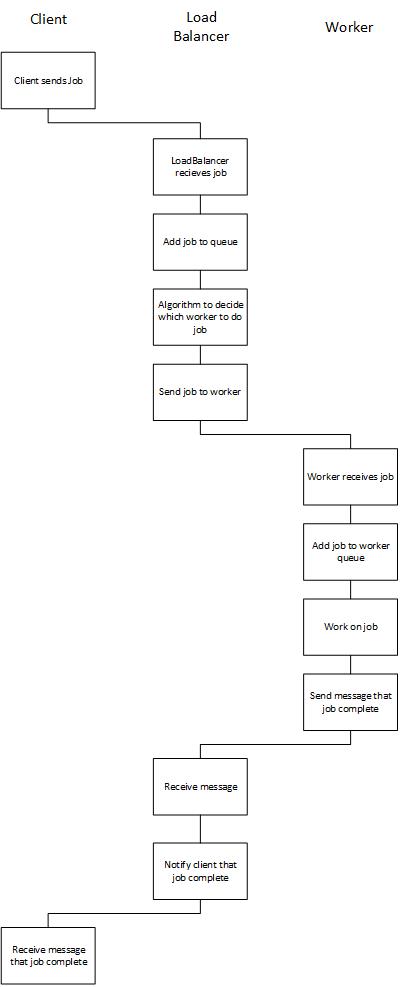 Client
Load
Balancer
Worker
Client sends Job
LoadBalancer
recieves job
Add job to queue
Algorithm to decide
which worker to do
job
Send job to worker
Worker receives job
Add job to worker
queue
Work on job
Send message that
job complete
Receive message
Notify client that
job complete
Receive message
that job complete